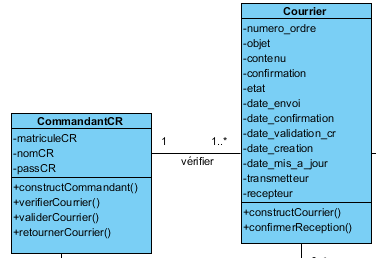 Courrier
-numero_ordre
-objet
-contenu
-confirmation
-etat
-date_envoi
-date_confirmation
-date_validation_cr
-date_creation
-date_mis_a_jour
-transmetteur
-recepteur
+constructCourrier()
+confirmerReception()
CommandantCR
-matriculeCR
-nomCR
-passCR
+constructCommandant()
+verifierCourrier()
+validerCourrier()
+retournerCourrier()
1
1..*
vérifier